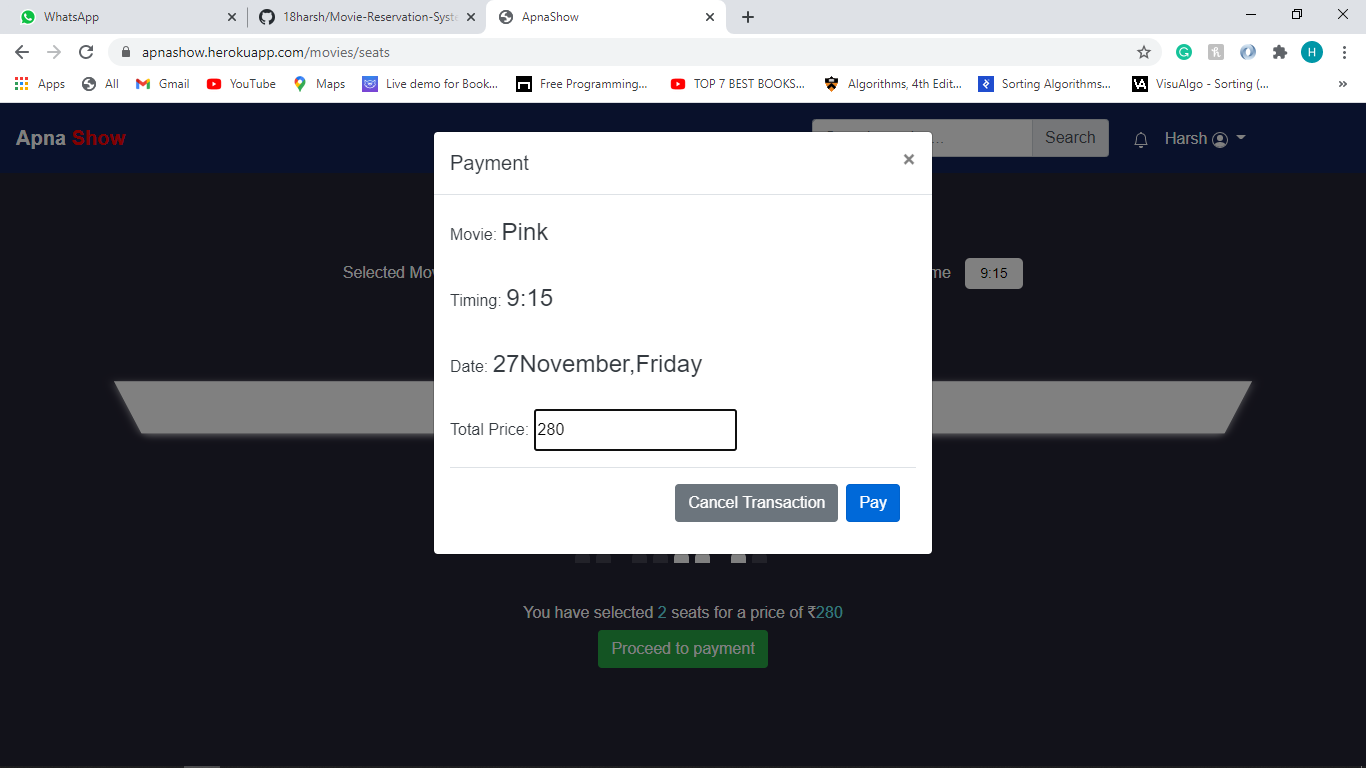 WhatsApp
18harsh/Movie-Reservation-Syste
ApnaShow
apnashow.herokuapp.com/movies/seats
H
Apps
All
Gmail
YouTube
Maps
Live demo for Book...
Free Programming...
TOP 7 BEST BOOKS...
Algorithms, 4th Edit...
Sorting Algorithms...
VisuAlgo - Sorting (...
Apna Show
Search
Harsh
Payment
×
Movie: Pink
Selected Mov
me 9:15
Timing: 9:15
Date: 27November,Friday
Total Price: 280
Cancel Transaction Pay
You have selected 2 seats for a price of ₹280
Proceed to payment